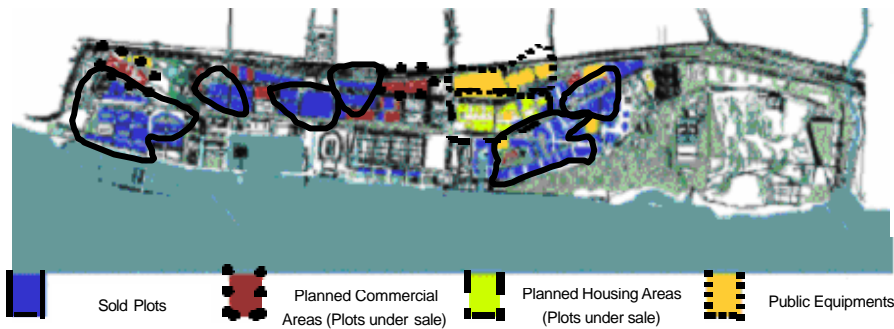 Sold Plots
Planned Commercial
Areas (Plots under sale)
Planned Housing Areas
(Plots under sale)
Public Equipments